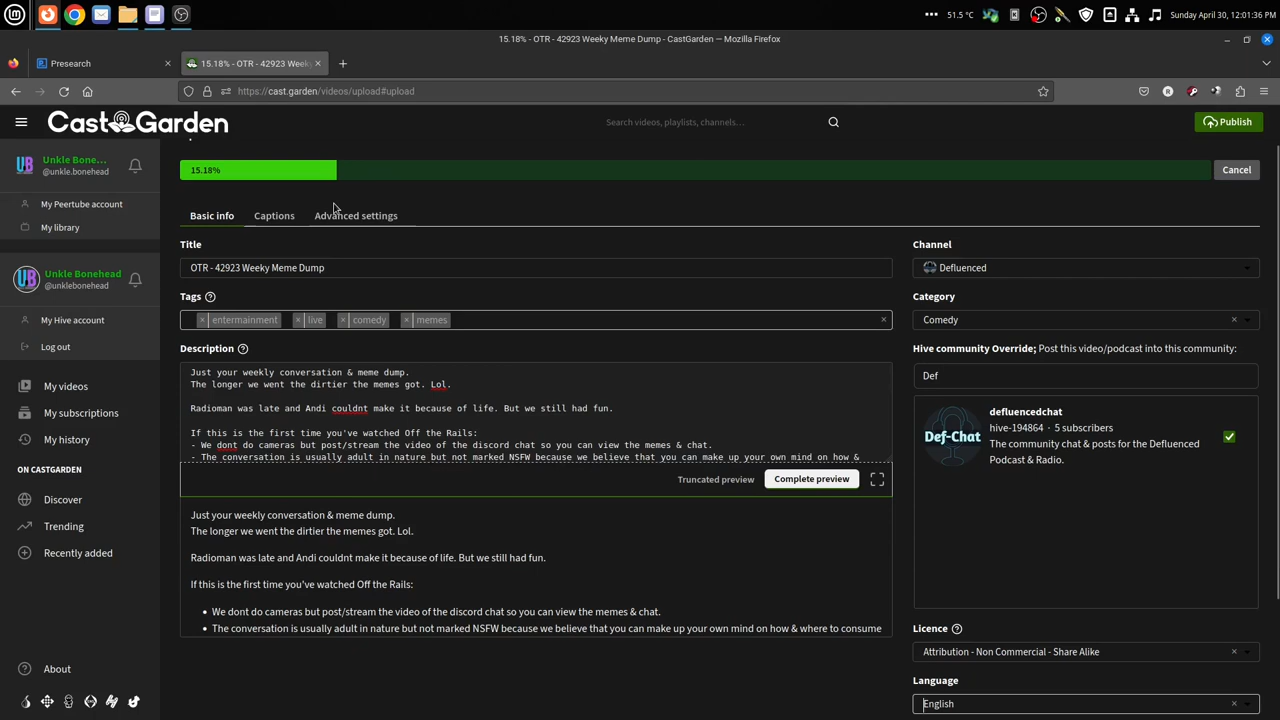 51.5 °C
Sunday April 30, 12:01:36 PM
15.18% - OTR - 42923 Weeky Meme Dump - CastGarden — Mozilla Firefox
Presearch
15.18% - OTR - 42923 Week
https://cast.garden/videos/upload#upload
Cast Garden
Search videos, playlists, channels…
Publish
Unkle Bone...
@unkle.bonehead
My Peertube account
My library
Unkle Bonehead
@unklebonehead
My Hive account
Log out
My videos
My subscriptions
My history
ON CASTGARDEN
Discover
Trending
Recently added
About
15.18%
Cancel
Basic info
Captions
Advanced settings
Title
OTR - 42923 Weeky Meme Dump
Tags
× entermainment × live × comedy × memes
Description
Just your weekly conversation & meme dump.
The longer we went the dirtier the memes got. Lol.
Radioman was late and Andi couldnt make it because of life. But we still had fun.
If this is the first time you've watched Off the Rails:
- We dont do cameras but post/stream the video of the discord chat so you can view the memes & chat.
- The conversation is usually adult in nature but not marked NSFW because we believe that you can make up your own mind on how &
Truncated preview
Complete preview
Just your weekly conversation & meme dump.
The longer we went the dirtier the memes got. Lol.
Radioman was late and Andi couldnt make it because of life. But we still had fun.
If this is the first time you've watched Off the Rails:
• We dont do cameras but post/stream the video of the discord chat so you can view the memes & chat.
• The conversation is usually adult in nature but not marked NSFW because we believe that you can make up your own mind on how & where to consume
Channel
Defluenced
Category
Comedy
Hive community Override; Post this video/podcast into this community:
Def
Def-Chat
defluencedchat
hive-194864 · 5 subscribers
The community chat & posts for the Defluenced
Podcast & Radio.
Licence
Attribution - Non Commercial - Share Alike
Language
English